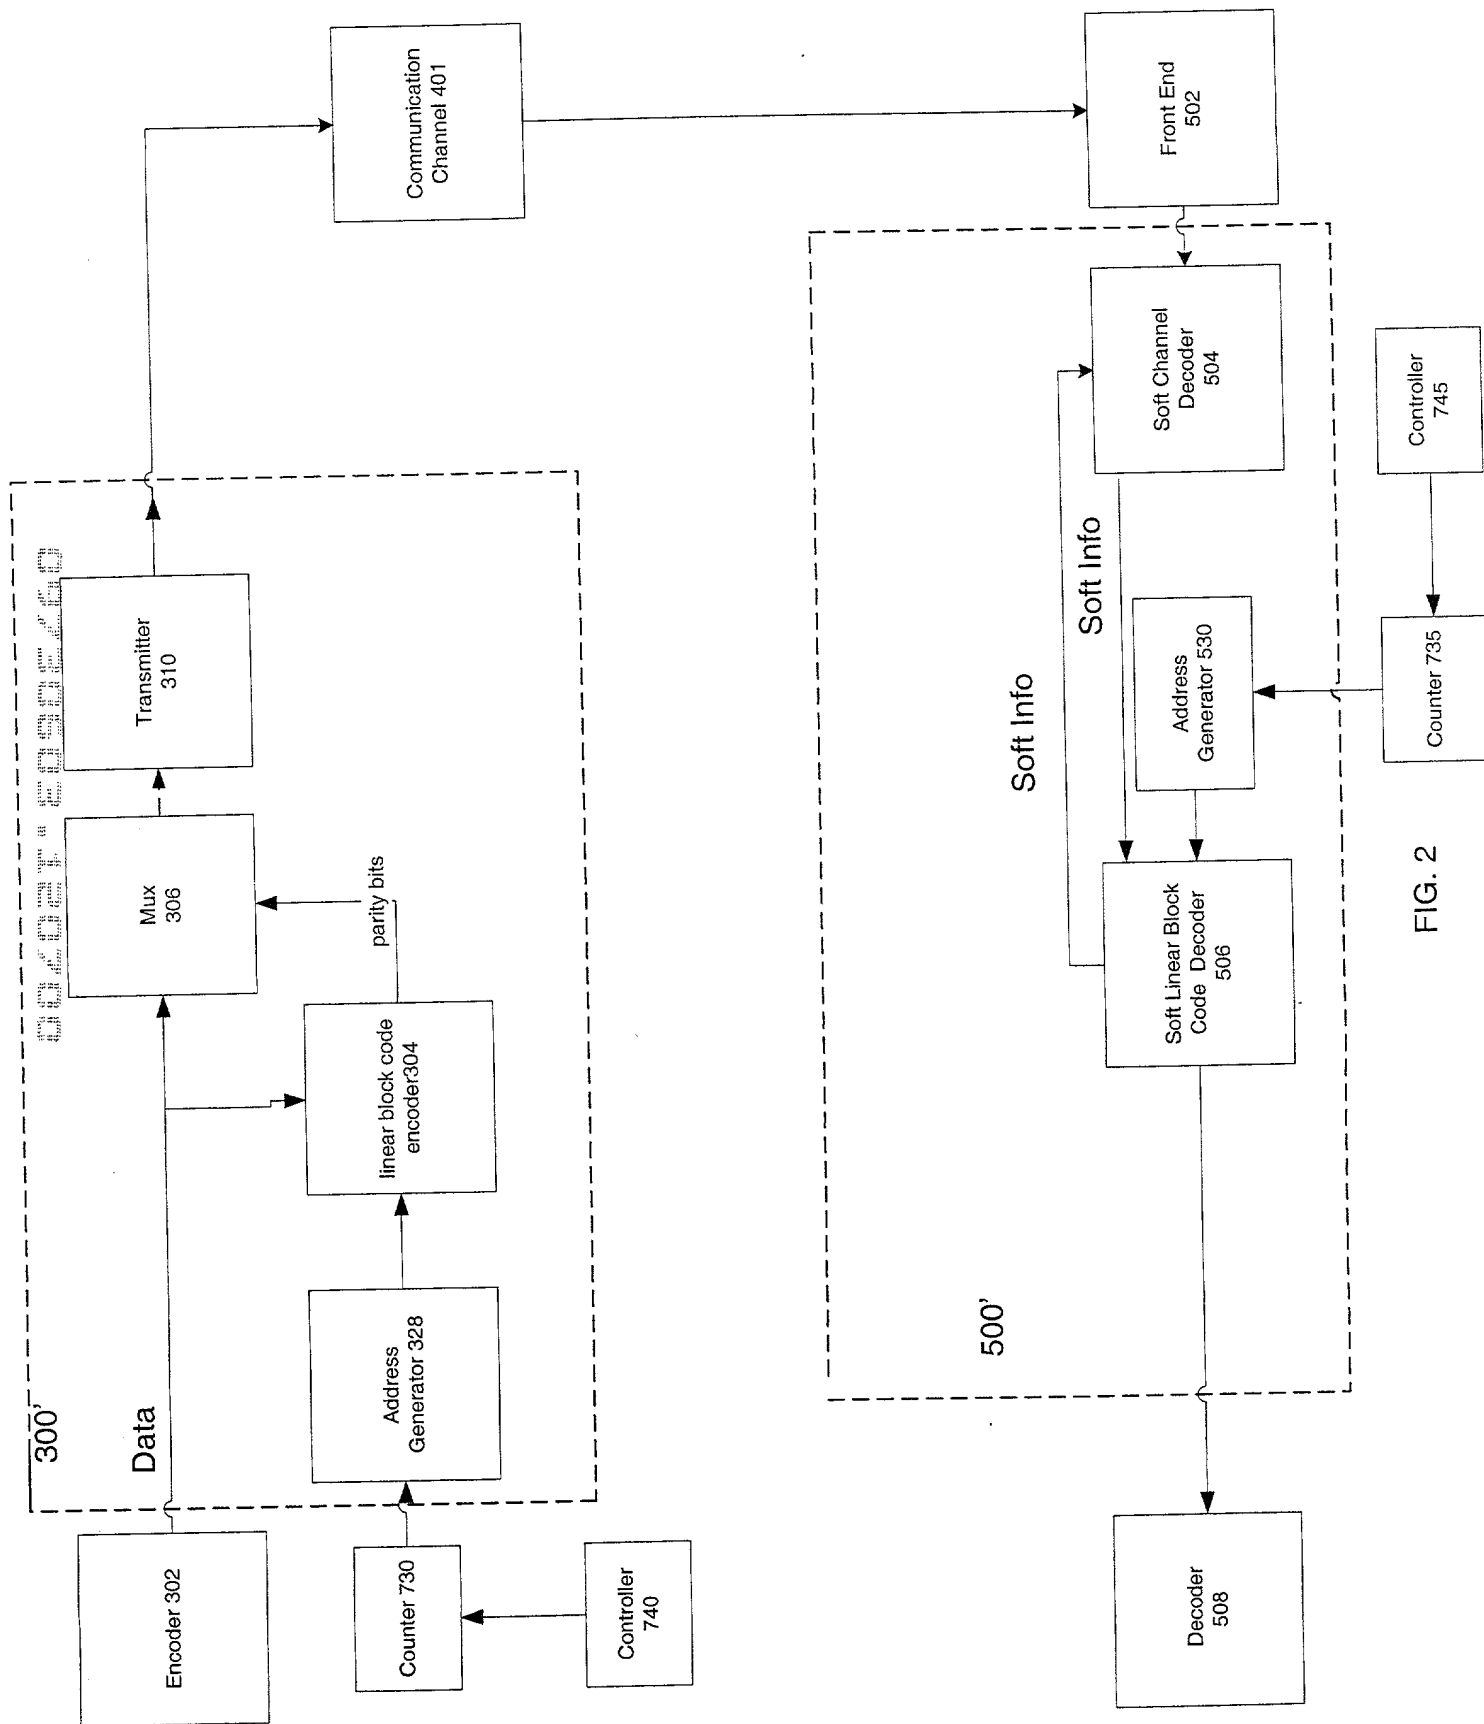 300'
Data
Encoder 302
Counter 730
Controller
740
Address
Generator 328
linear block code
encoder304
parity bits
Mux
306
Transmitter
310
Communication
Channel 401
Front End
502
500'
Soft Channel
Decoder
504
Soft Info
Soft Info
Address
Generator 530
Soft Linear Block
Code Decoder
506
Decoder
508
Counter 735
Controller
745
FIG. 2